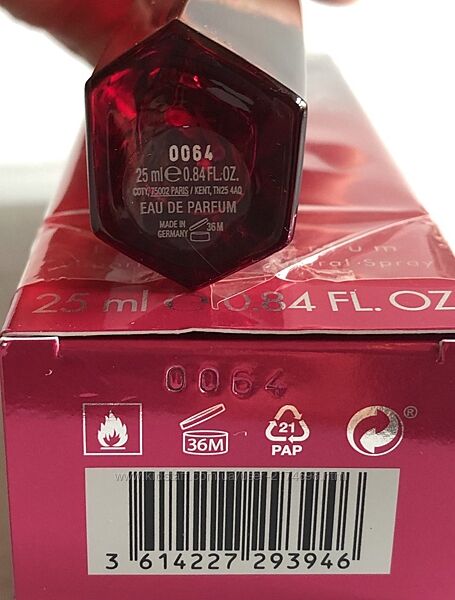 0064
25 ml ℮ 0.84 FL.OZ.
COTY, 75002 PARIS / KENT, TN25 4AQ
EAU DE PARFUM
MADE IN
GERMANY
36M
Spray
25 ml ℮ 0.84 FL. OZ
0064
36M
21
PAP
®
3 614227 293946